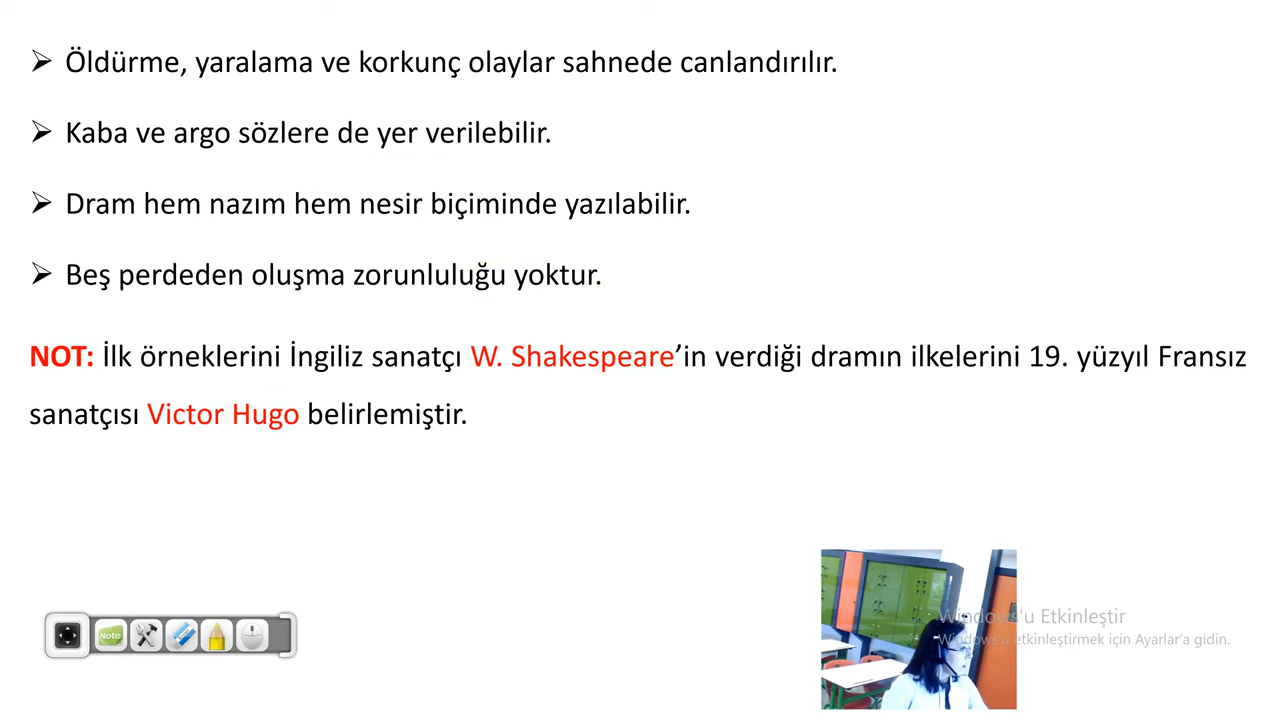 ➢ Öldürme, yaralama ve korkunç olaylar sahnede canlandırılır.
➢ Kaba ve argo sözlere de yer verilebilir.
➢ Dram hem nazım hem nesir biçiminde yazılabilir.
➢ Beş perdeden oluşma zorunluluğu yoktur.
NOT: İlk örneklerini İngiliz sanatçı W. Shakespeare’in verdiği dramın ilkelerini 19. yüzyıl Fransız
sanatçısı Victor Hugo belirlemiştir.
Note
Windows'u Etkinleştir
Windows'u etkinleştirmek için Ayarlar'a gidin.